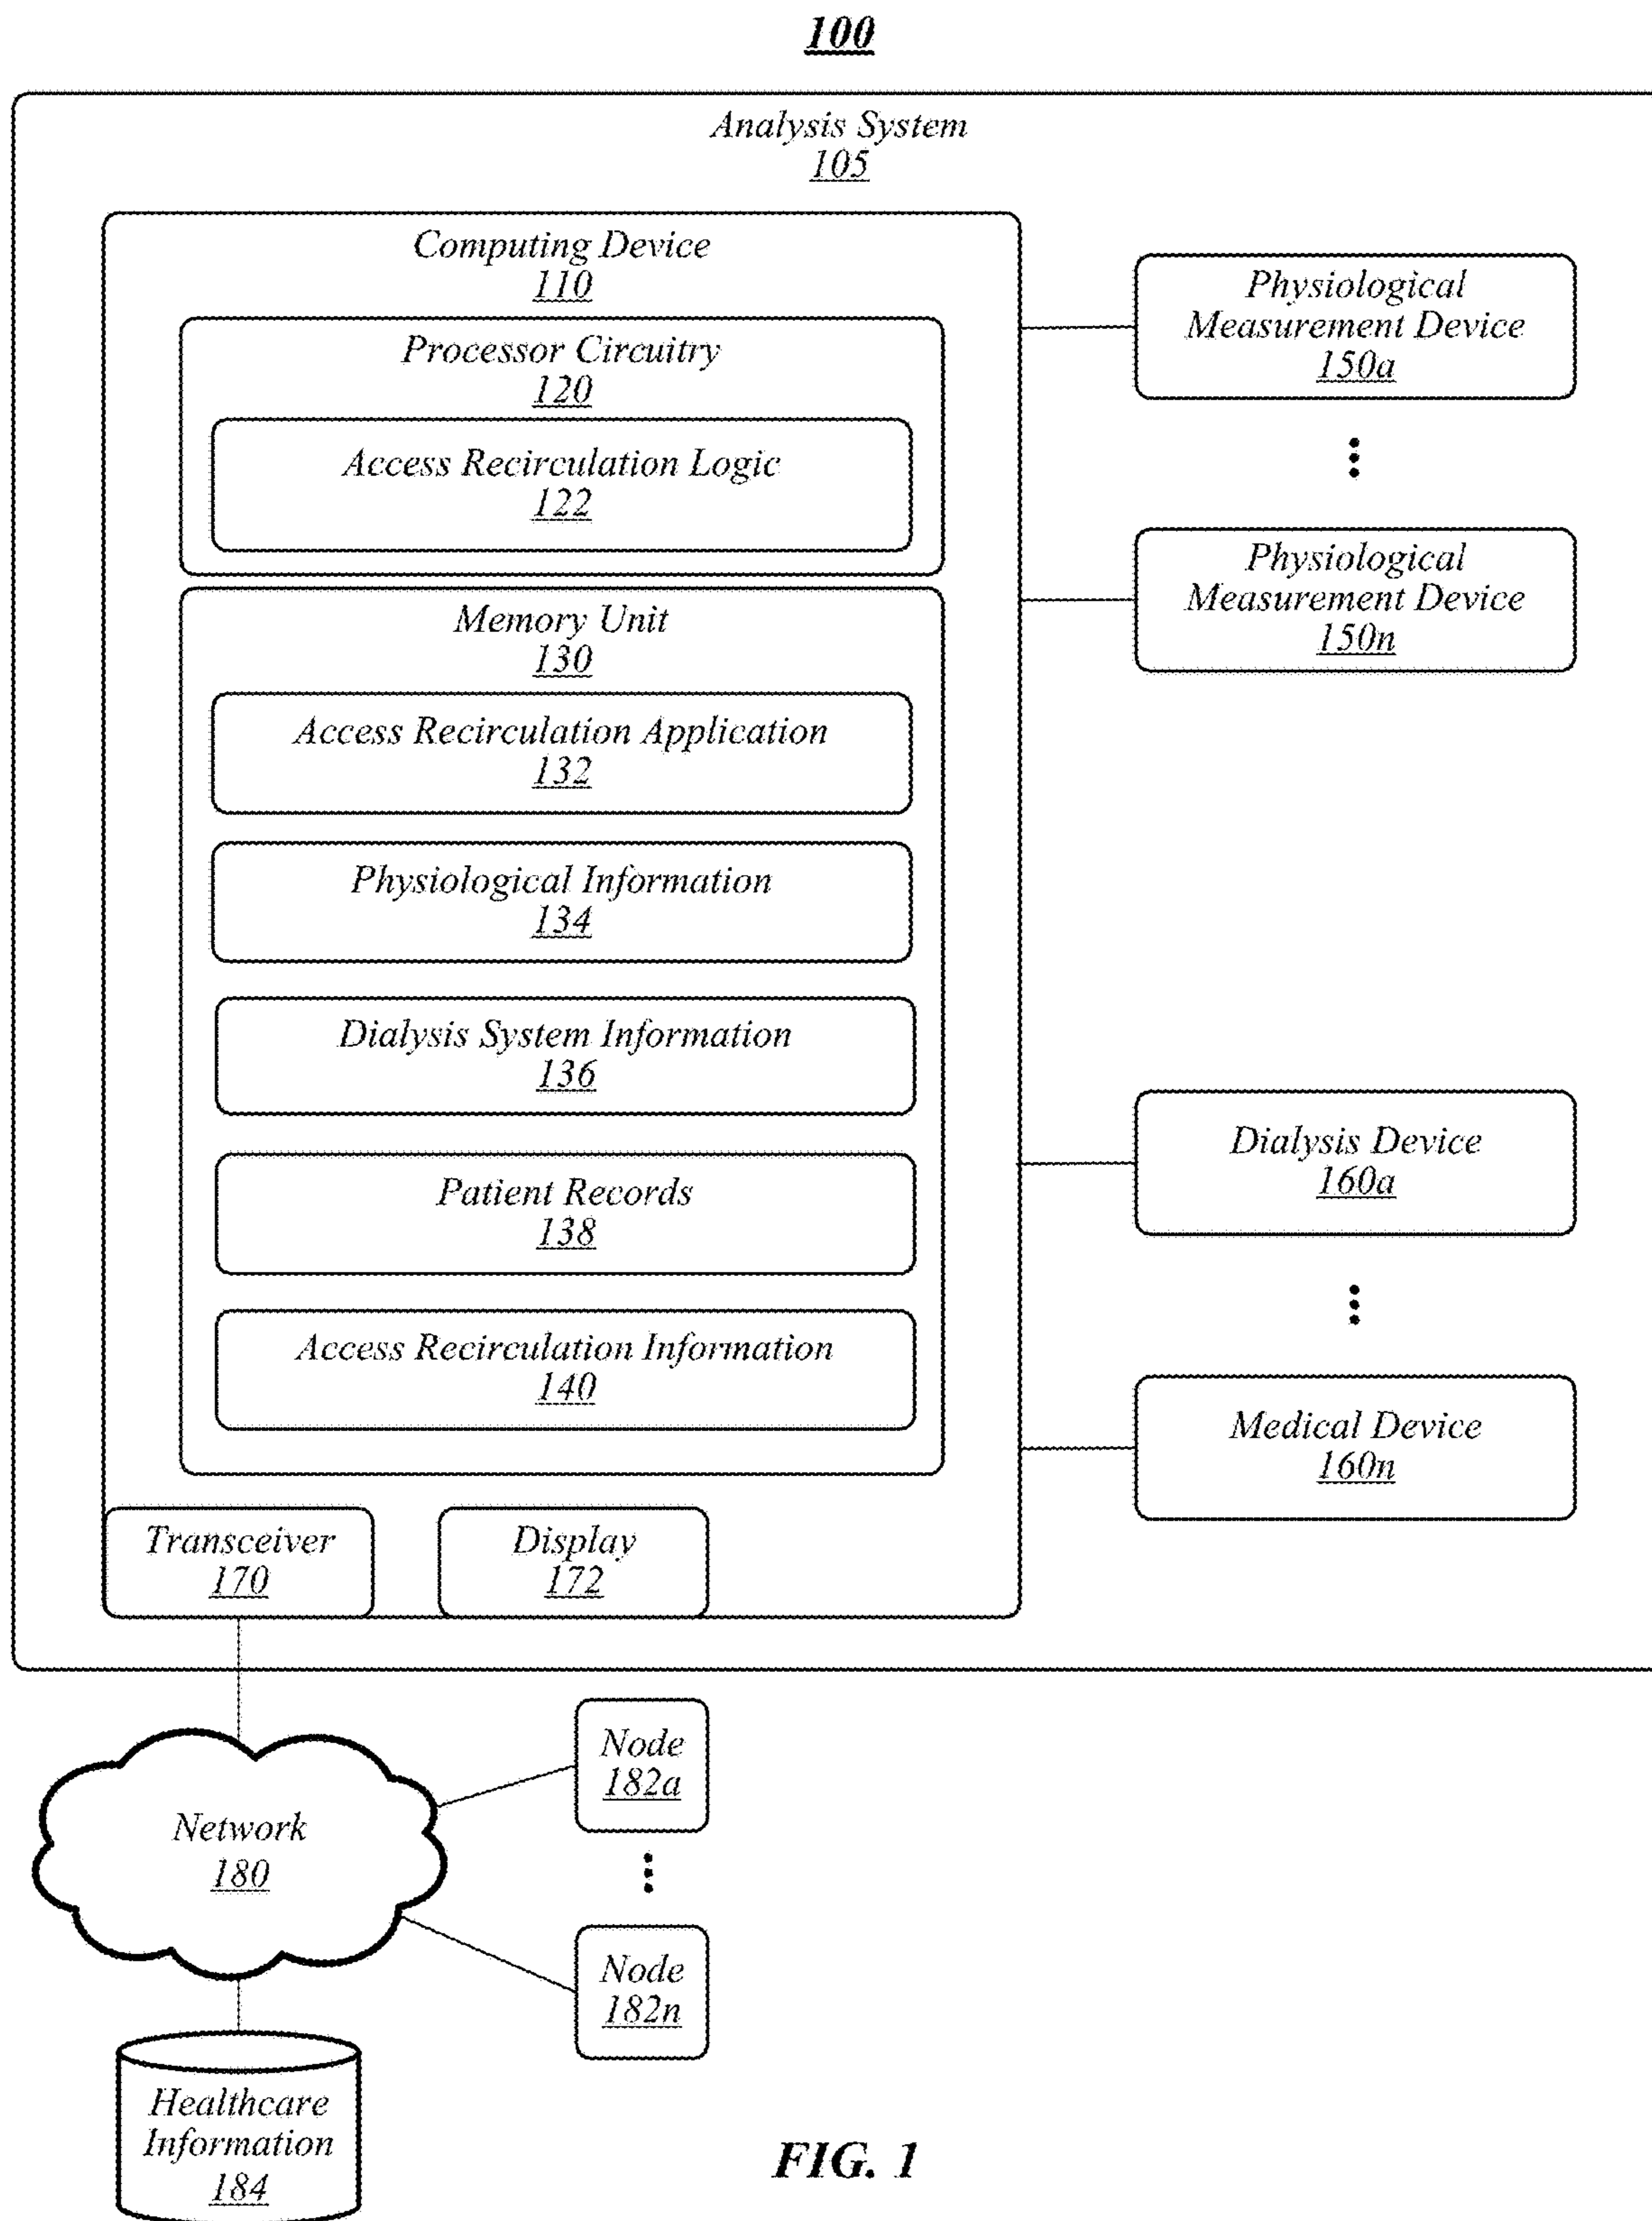 100
Analysis System
105
Computing Device
110
Processor Circuitry
120
Access Recirculation Logic
122
Memory Unit
130
Access Recirculation Application
132
Physiological Information
134
Dialysis System Information
136
Patient Records
138
Access Recirculation Information
140
Transceiver
170
Display
172
Physiological
Measurement Device
150a
Physiological
Measurement Device
150n
Dialysis Device
160a
Medical Device
160n
Network
180
Node
182a
Node
182n
Healthcare
Information
184
FIG. 1